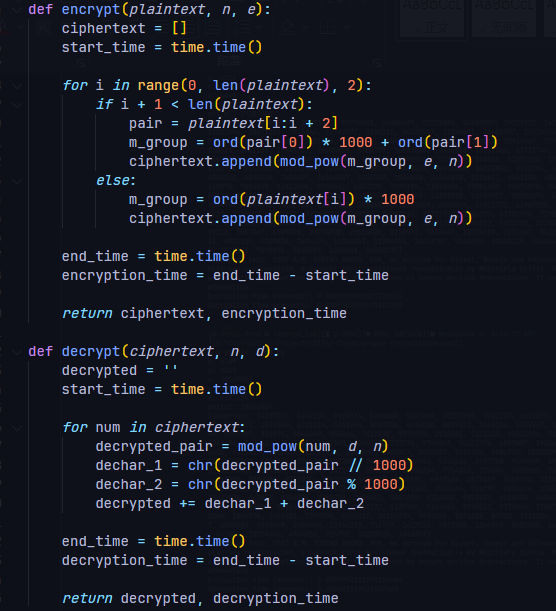 def encrypt(plaintext, n, e):
    ciphertext = []
    start_time = time.time()

    for i in range(0, len(plaintext), 2):
        if i + 1 < len(plaintext):
            pair = plaintext[i:i + 2]
            m_group = ord(pair[0]) * 1000 + ord(pair[1])
            ciphertext.append(mod_pow(m_group, e, n))
        else:
            m_group = ord(plaintext[i]) * 1000
            ciphertext.append(mod_pow(m_group, e, n))

    end_time = time.time()
    encryption_time = end_time - start_time

    return ciphertext, encryption_time

def decrypt(ciphertext, n, d):
    decrypted = ''
    start_time = time.time()

    for num in ciphertext:
        decrypted_pair = mod_pow(num, d, n)
        dechar_1 = chr(decrypted_pair // 1000)
        dechar_2 = chr(decrypted_pair % 1000)
        decrypted += dechar_1 + dechar_2

    end_time = time.time()
    decryption_time = end_time - start_time

    return decrypted, decryption_time